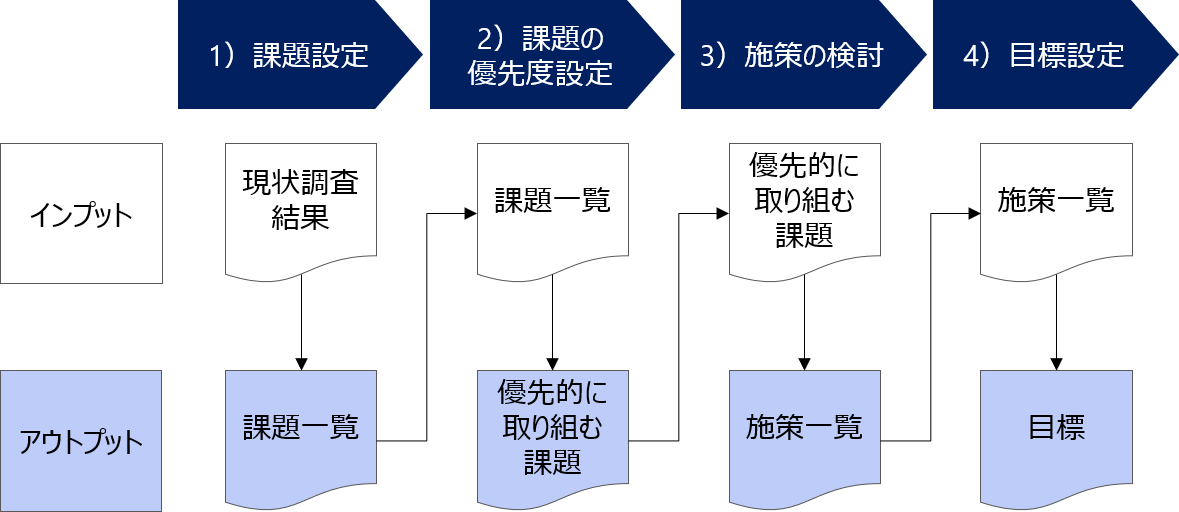 1）課題設定
2）課題の
優先度設定
3）施策の検討
4）目標設定
インプット
現状調査
結果
課題一覧
優先的に
取り組む
課題
施策一覧
アウトプット
課題一覧
優先的に
取り組む
課題
施策一覧
目標